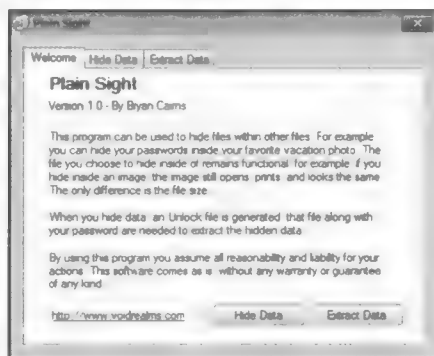 Plain Sight
Welcome Hide Data Extract Data
Plain Sight
Version 1.0 - By Bryan Cairns
This program can be used to hide files within other files. For example
you can hide your passwords inside your favorite vacation photo. The
file you choose to hide inside of remains functional, for example if you
hide inside an image, the image still opens, prints, and looks the same.
The only difference is the file size.
When you hide data, an Unlock file is generated, that file along with
your password are needed to extract the hidden data.
By using this program you assume all reasonability and liability for your
actions. This software comes as is, without any warranty or guarantee
of any kind.
http://www.voidrealms.com Hide Data Extract Data